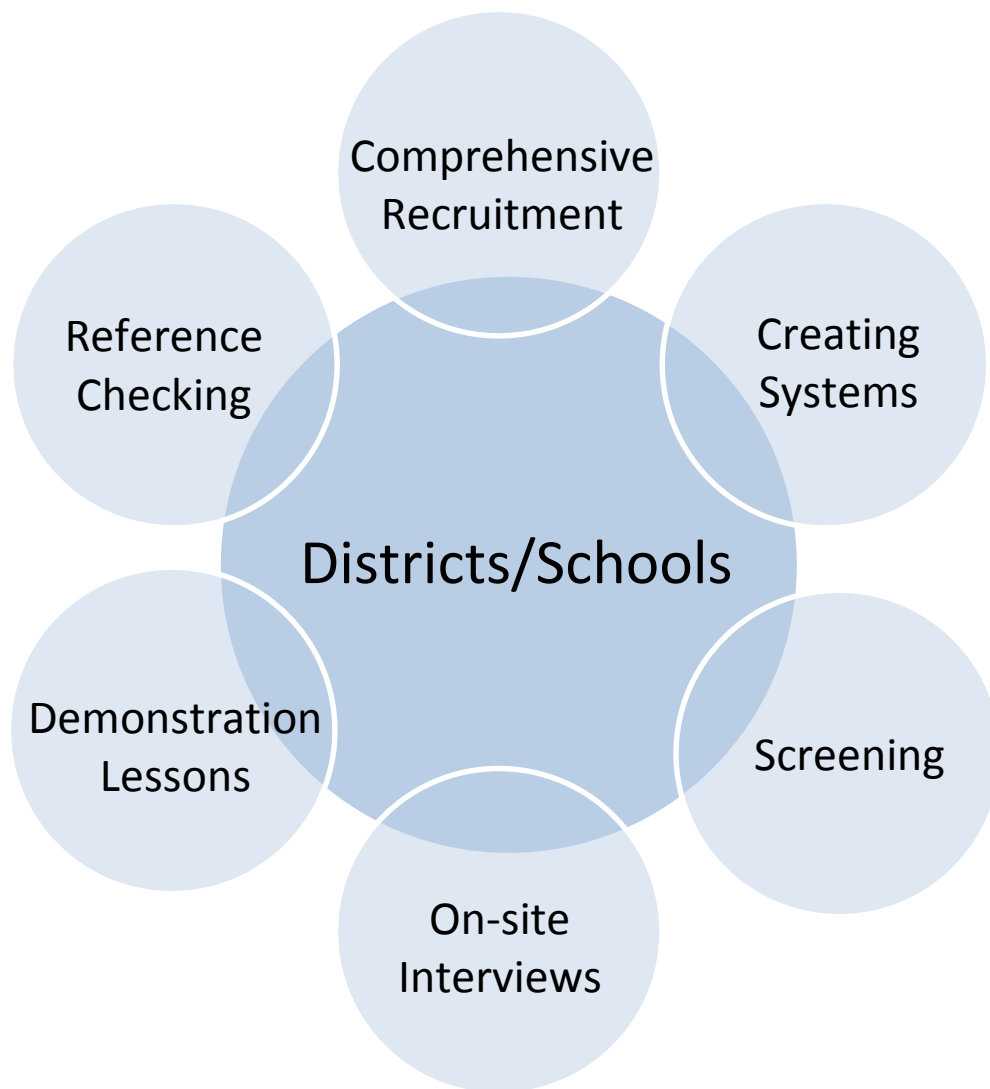 Comprehensive
Recruitment
Creating
Systems
Screening
On-site
Interviews
Demonstration
Lessons
Reference
Checking
Districts/Schools